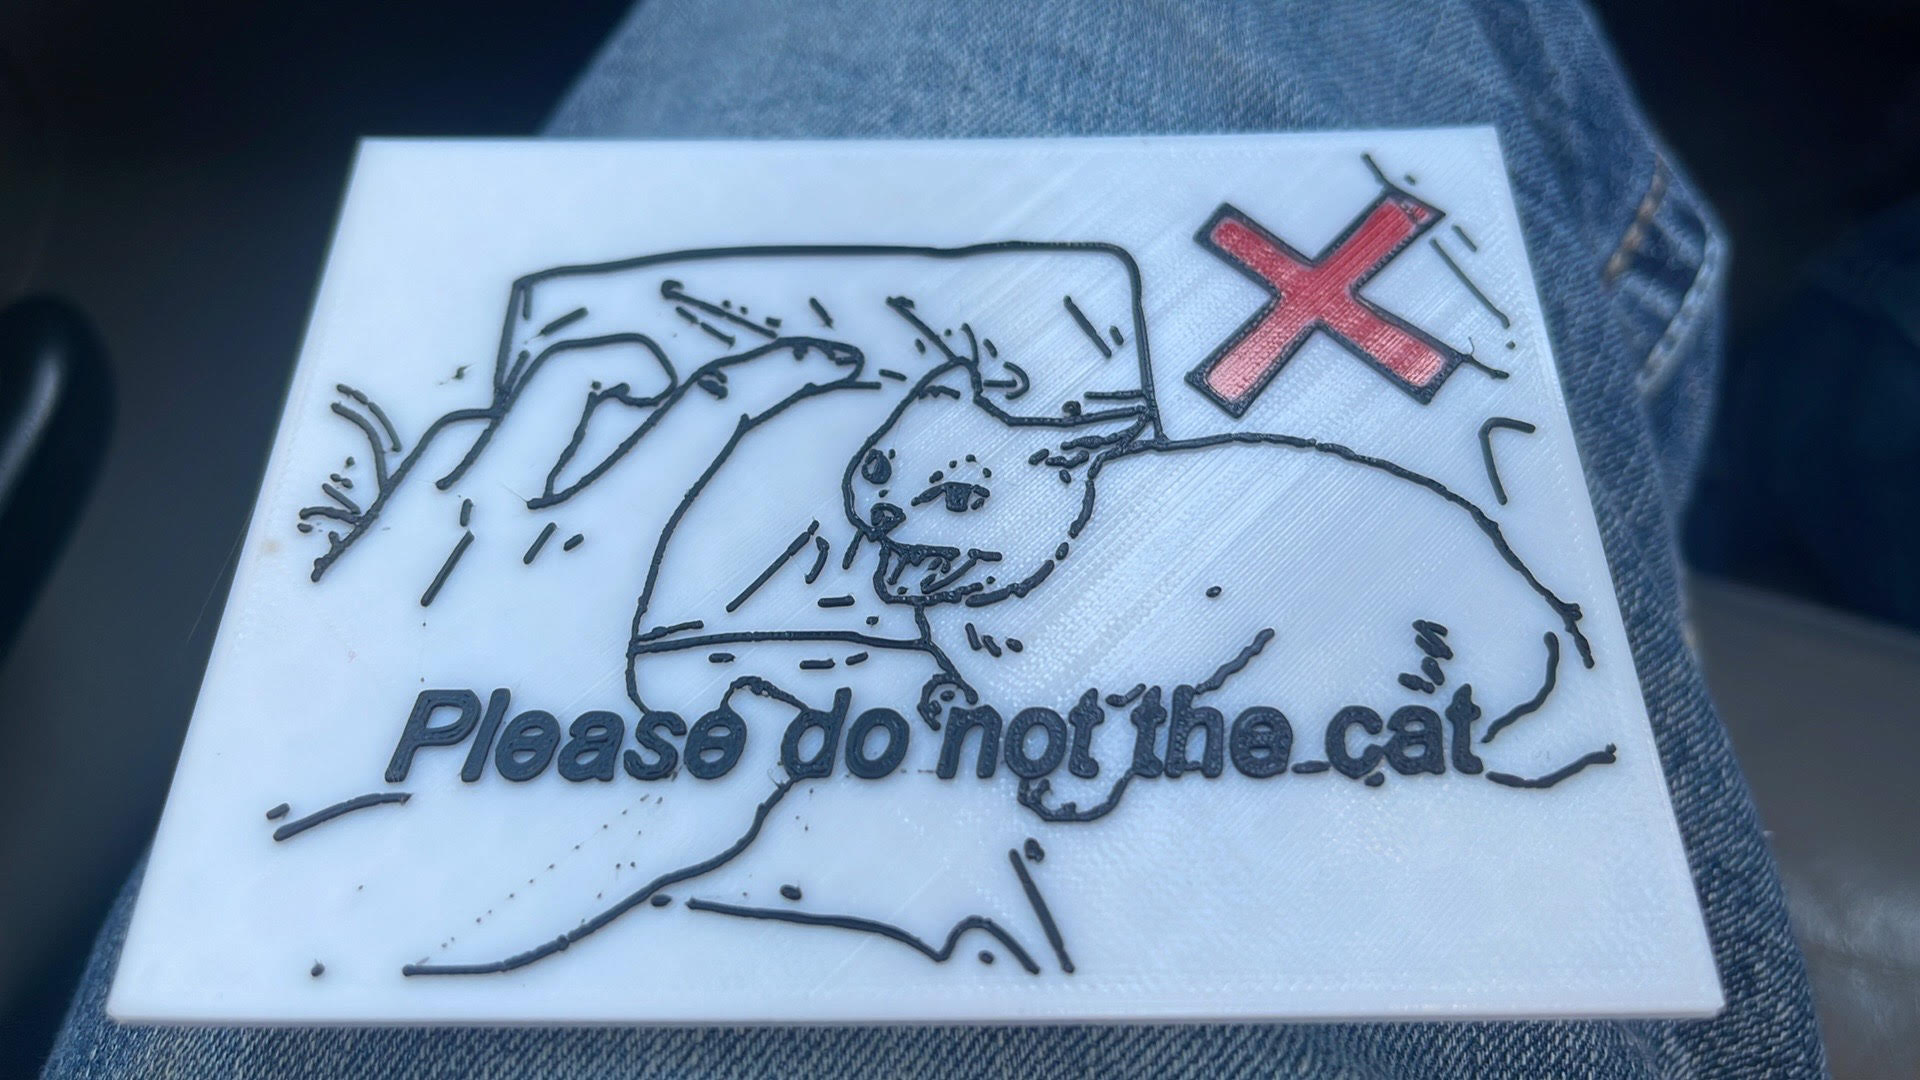 Please do not the cat